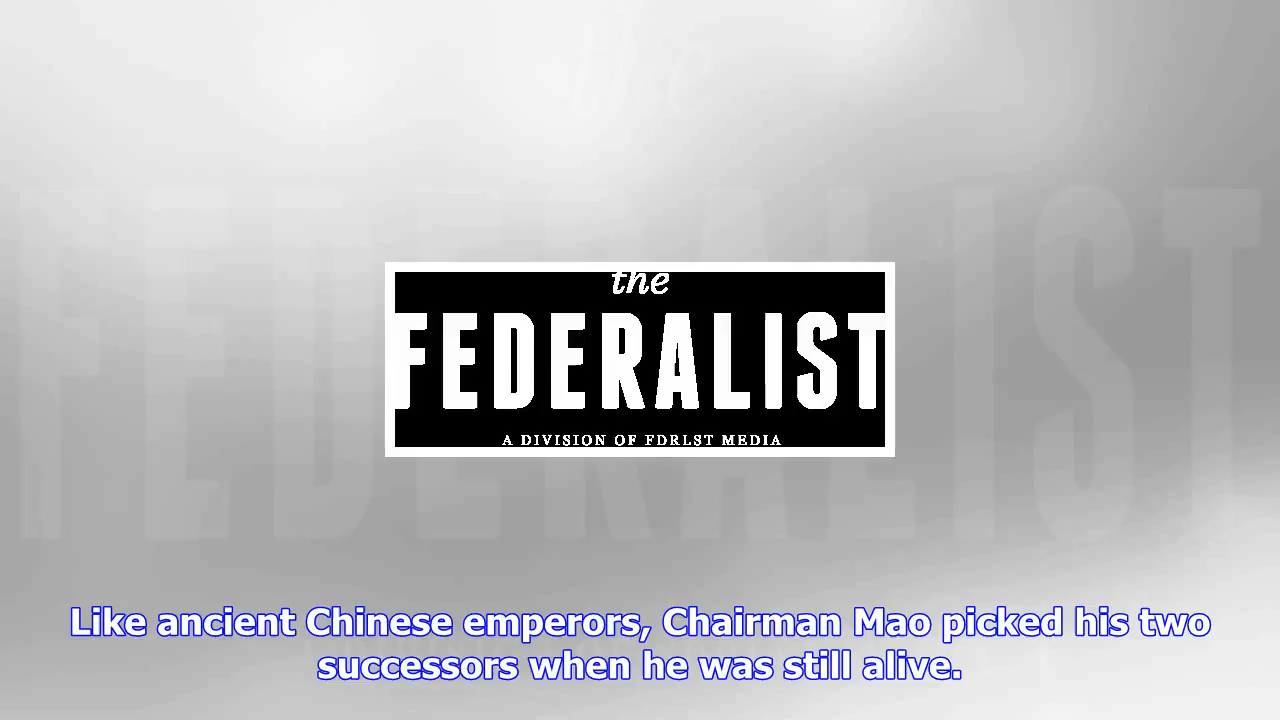 the
FEDERALIST
A DIVISION OF FDRLST MEDIA
Like ancient Chinese emperors, Chairman Mao picked his two
successors when he was still alive.